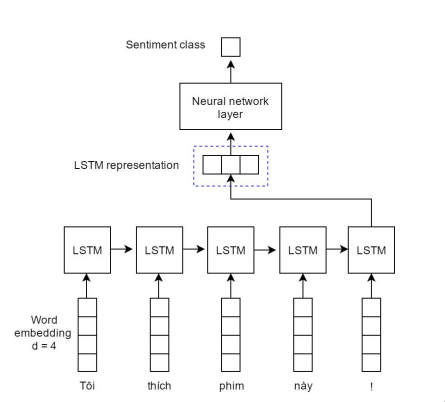 Sentiment class
Neural network
layer
LSTM representation
LSTM LSTM LSTM LSTM LSTM
Word
embedding
d = 4
Tôi thích phim này !